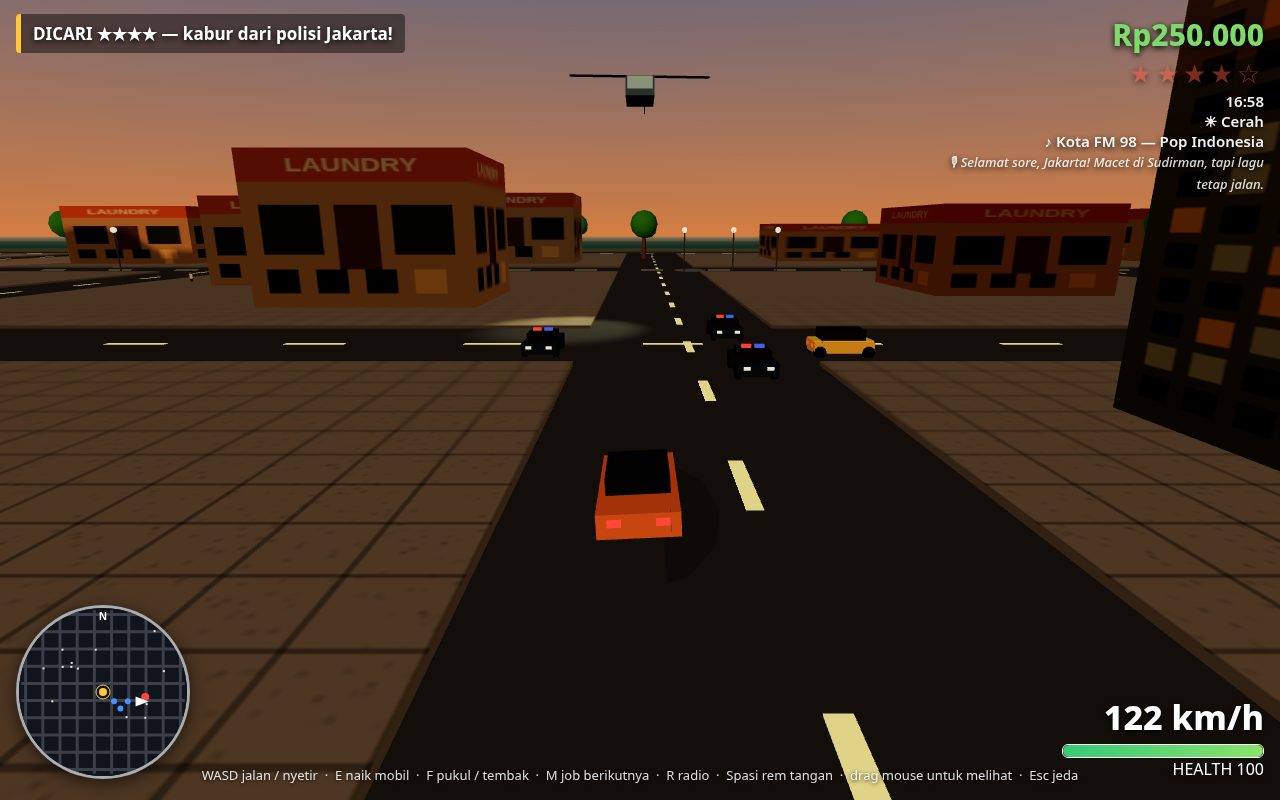 DICARI ★★★★ — kabur dari polisi Jakarta!
Rp250.000
★★★★☆
16:58
☀ Cerah
♪ Kota FM 98 — Pop Indonesia
🎙 Selamat sore, Jakarta! Macet di Sudirman, tapi lagu
tetap jalan.
LAUNDRY
LAUNDRY
LAUNDRY
LAUNDRY
LAUNDRY
N
122 km/h
HEALTH 100
WASD jalan / nyetir · E naik mobil · F pukul / tembak · M job berikutnya · R radio · Spasi rem tangan · drag mouse untuk melihat · Esc jeda